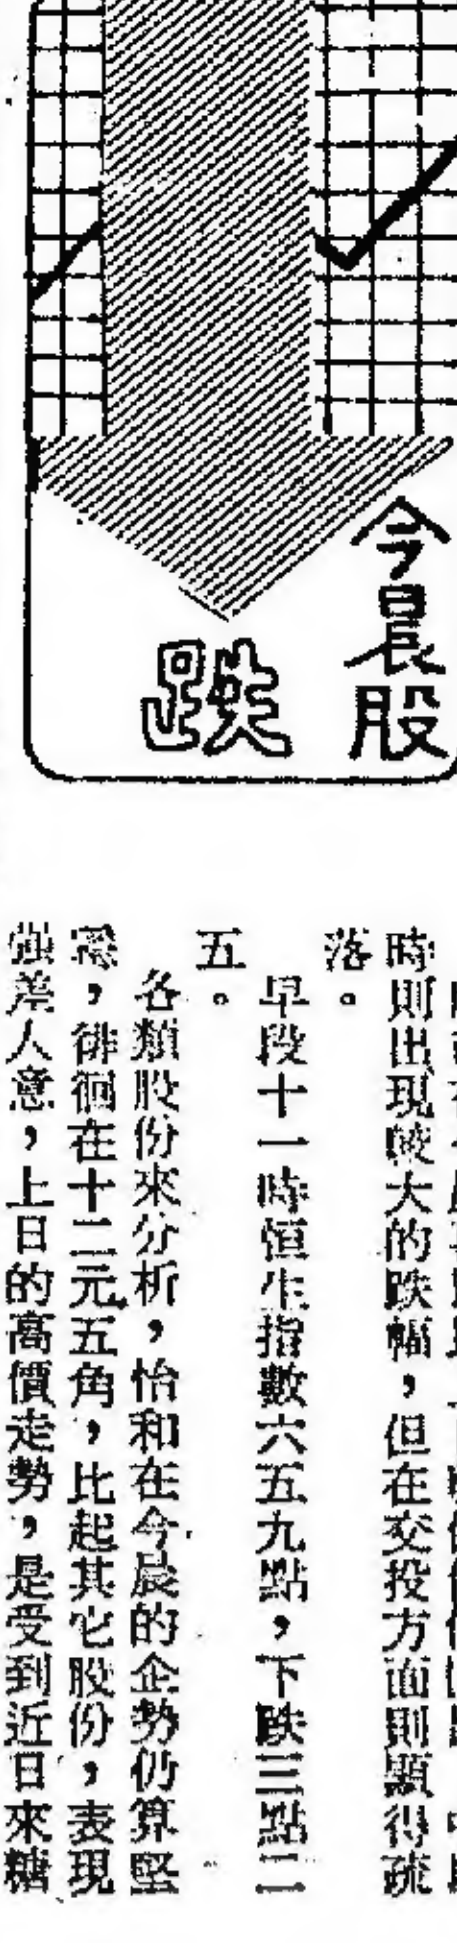 今晨股
跌
時則出現較大的跌幅，但在交投方面則顯得疏
落。
早段十一時恒生指數六五九點，下跌三點二
五。
各類股份來分析，怡和在今晨的企勢仍算堅
穩，徘徊在十二元五角，比起其它股份，表現
強差人意，上日的高價走勢，是受到近日來糖